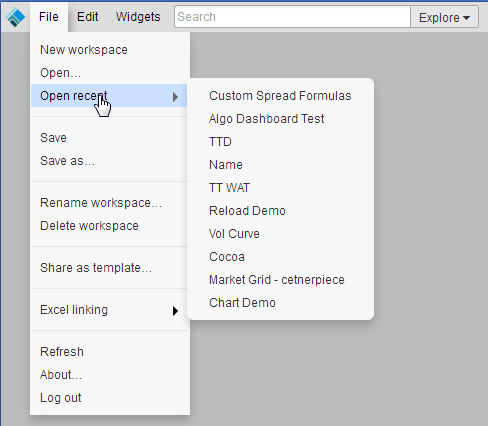 File Edit Widgets Search Explore
New workspace
Open...
Open recent
Save
Save as...
Rename workspace...
Delete workspace
Share as template...
Excel linking
Refresh
About...
Log out
Custom Spread Formulas
Algo Dashboard Test
TTD
Name
TT WAT
Reload Demo
Vol Curve
Cocoa
Market Grid - cetnerpiece
Chart Demo